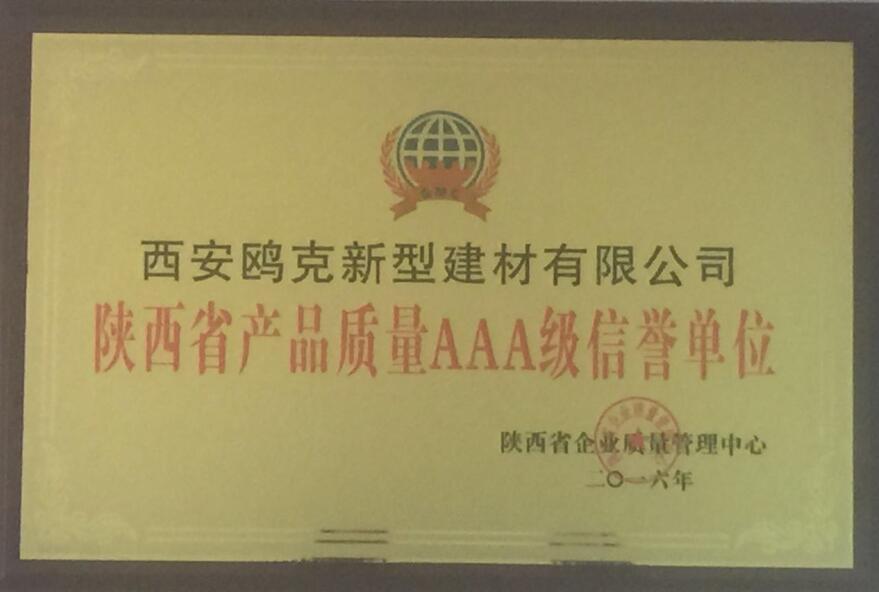 西安鸥克新型建材有限公司
陕西省产品质量AAA级信誉单位
陕西省企业质量管理中心
二〇一六年